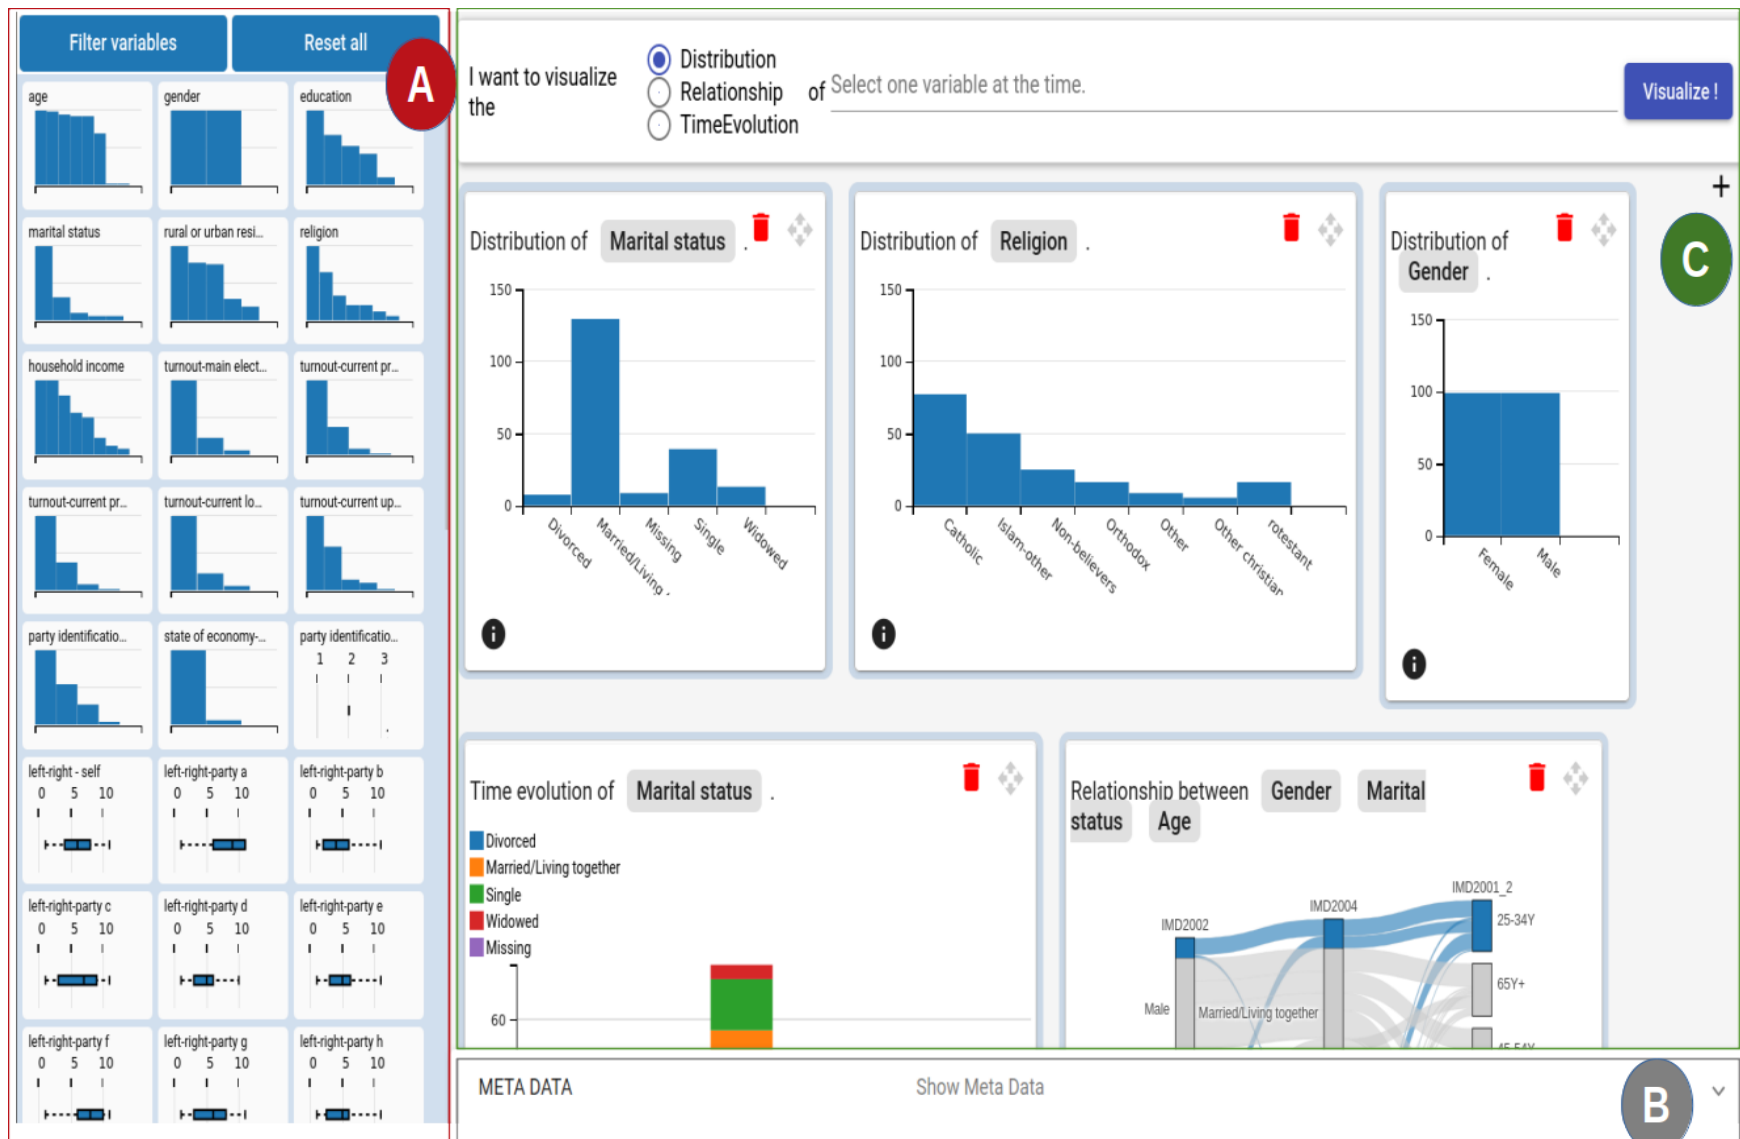 Filter variables
Reset all
A
age
gender
education
marital status
rural or urban resi...
religion
household income
turnout-main elect...
turnout-current pr...
turnout-current pr...
turnout-current lo...
turnout-current up...
party identificatio...
state of economy-...
party identificatio...
1 2 3
left-right - self
left-right-party a
left-right-party b
0 5 10
0 5 10
0 5 10
left-right-party c
left-right-party d
left-right-party e
0 5 10
0 5 10
0 5 10
left-right-party f
left-right-party g
left-right-party h
0 5 10
0 5 10
0 5 10
I want to visualize
the
Distribution
Relationship
TimeEvolution
of
Select one variable at the time.
Visualize !
+
C
Distribution of Marital status .
150
100
50
0
Divorced
Married/Living
Missing
Single
Widowed
i
Distribution of Religion .
150
100
50
0
Catholic
Islam-other
Non-believers
Orthodox
Other
Other christian
rotestant
i
Distribution of
Gender .
150
100
50
0
Female
Male
i
Time evolution of Marital status .
Divorced
Married/Living together
Single
Widowed
Missing
60
Relationship between Gender Marital
status Age
IMD2002
IMD2004
IMD2001_2
25-34Y
65Y+
45-54Y
Male
Married/Living together
META DATA
Show Meta Data
B